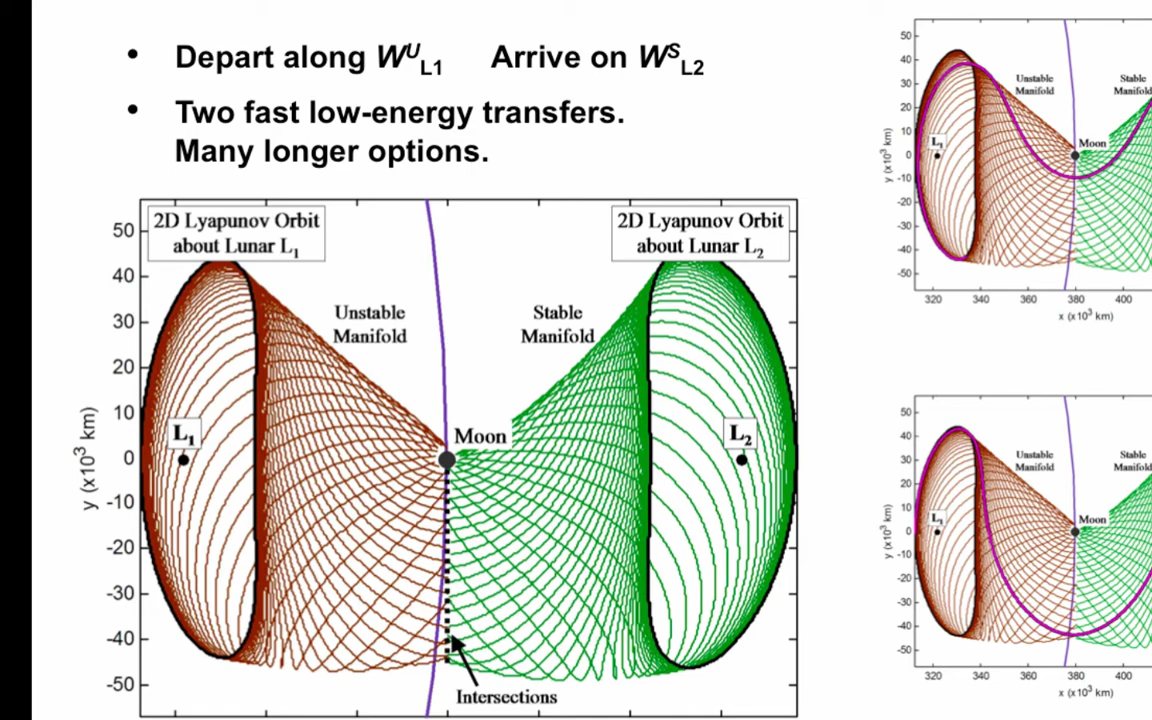 • Depart along Wᵁ_L1 Arrive on Wˢ_L2
• Two fast low-energy transfers.
Many longer options.
2D Lyapunov Orbit
about Lunar L₁
2D Lyapunov Orbit
about Lunar L₂
Unstable
Manifold
Stable
Manifold
L₁
Moon
L₂
Intersections
y (x10³ km)
50
40
30
20
10
0
-10
-20
-30
-40
-50
50
40
30
20
10
0
-10
-20
-30
-40
-50
y (x10³ km)
Unstable
Manifold
Stable
Manifold
L₁
Moon
320 340 360 380 400
x (x10³ km)
50
40
30
20
10
0
-10
-20
-30
-40
-50
y (x10³ km)
Unstable
Manifold
Stable
Manifold
L₁
Moon
320 340 360 380 400
x (x10³ km)